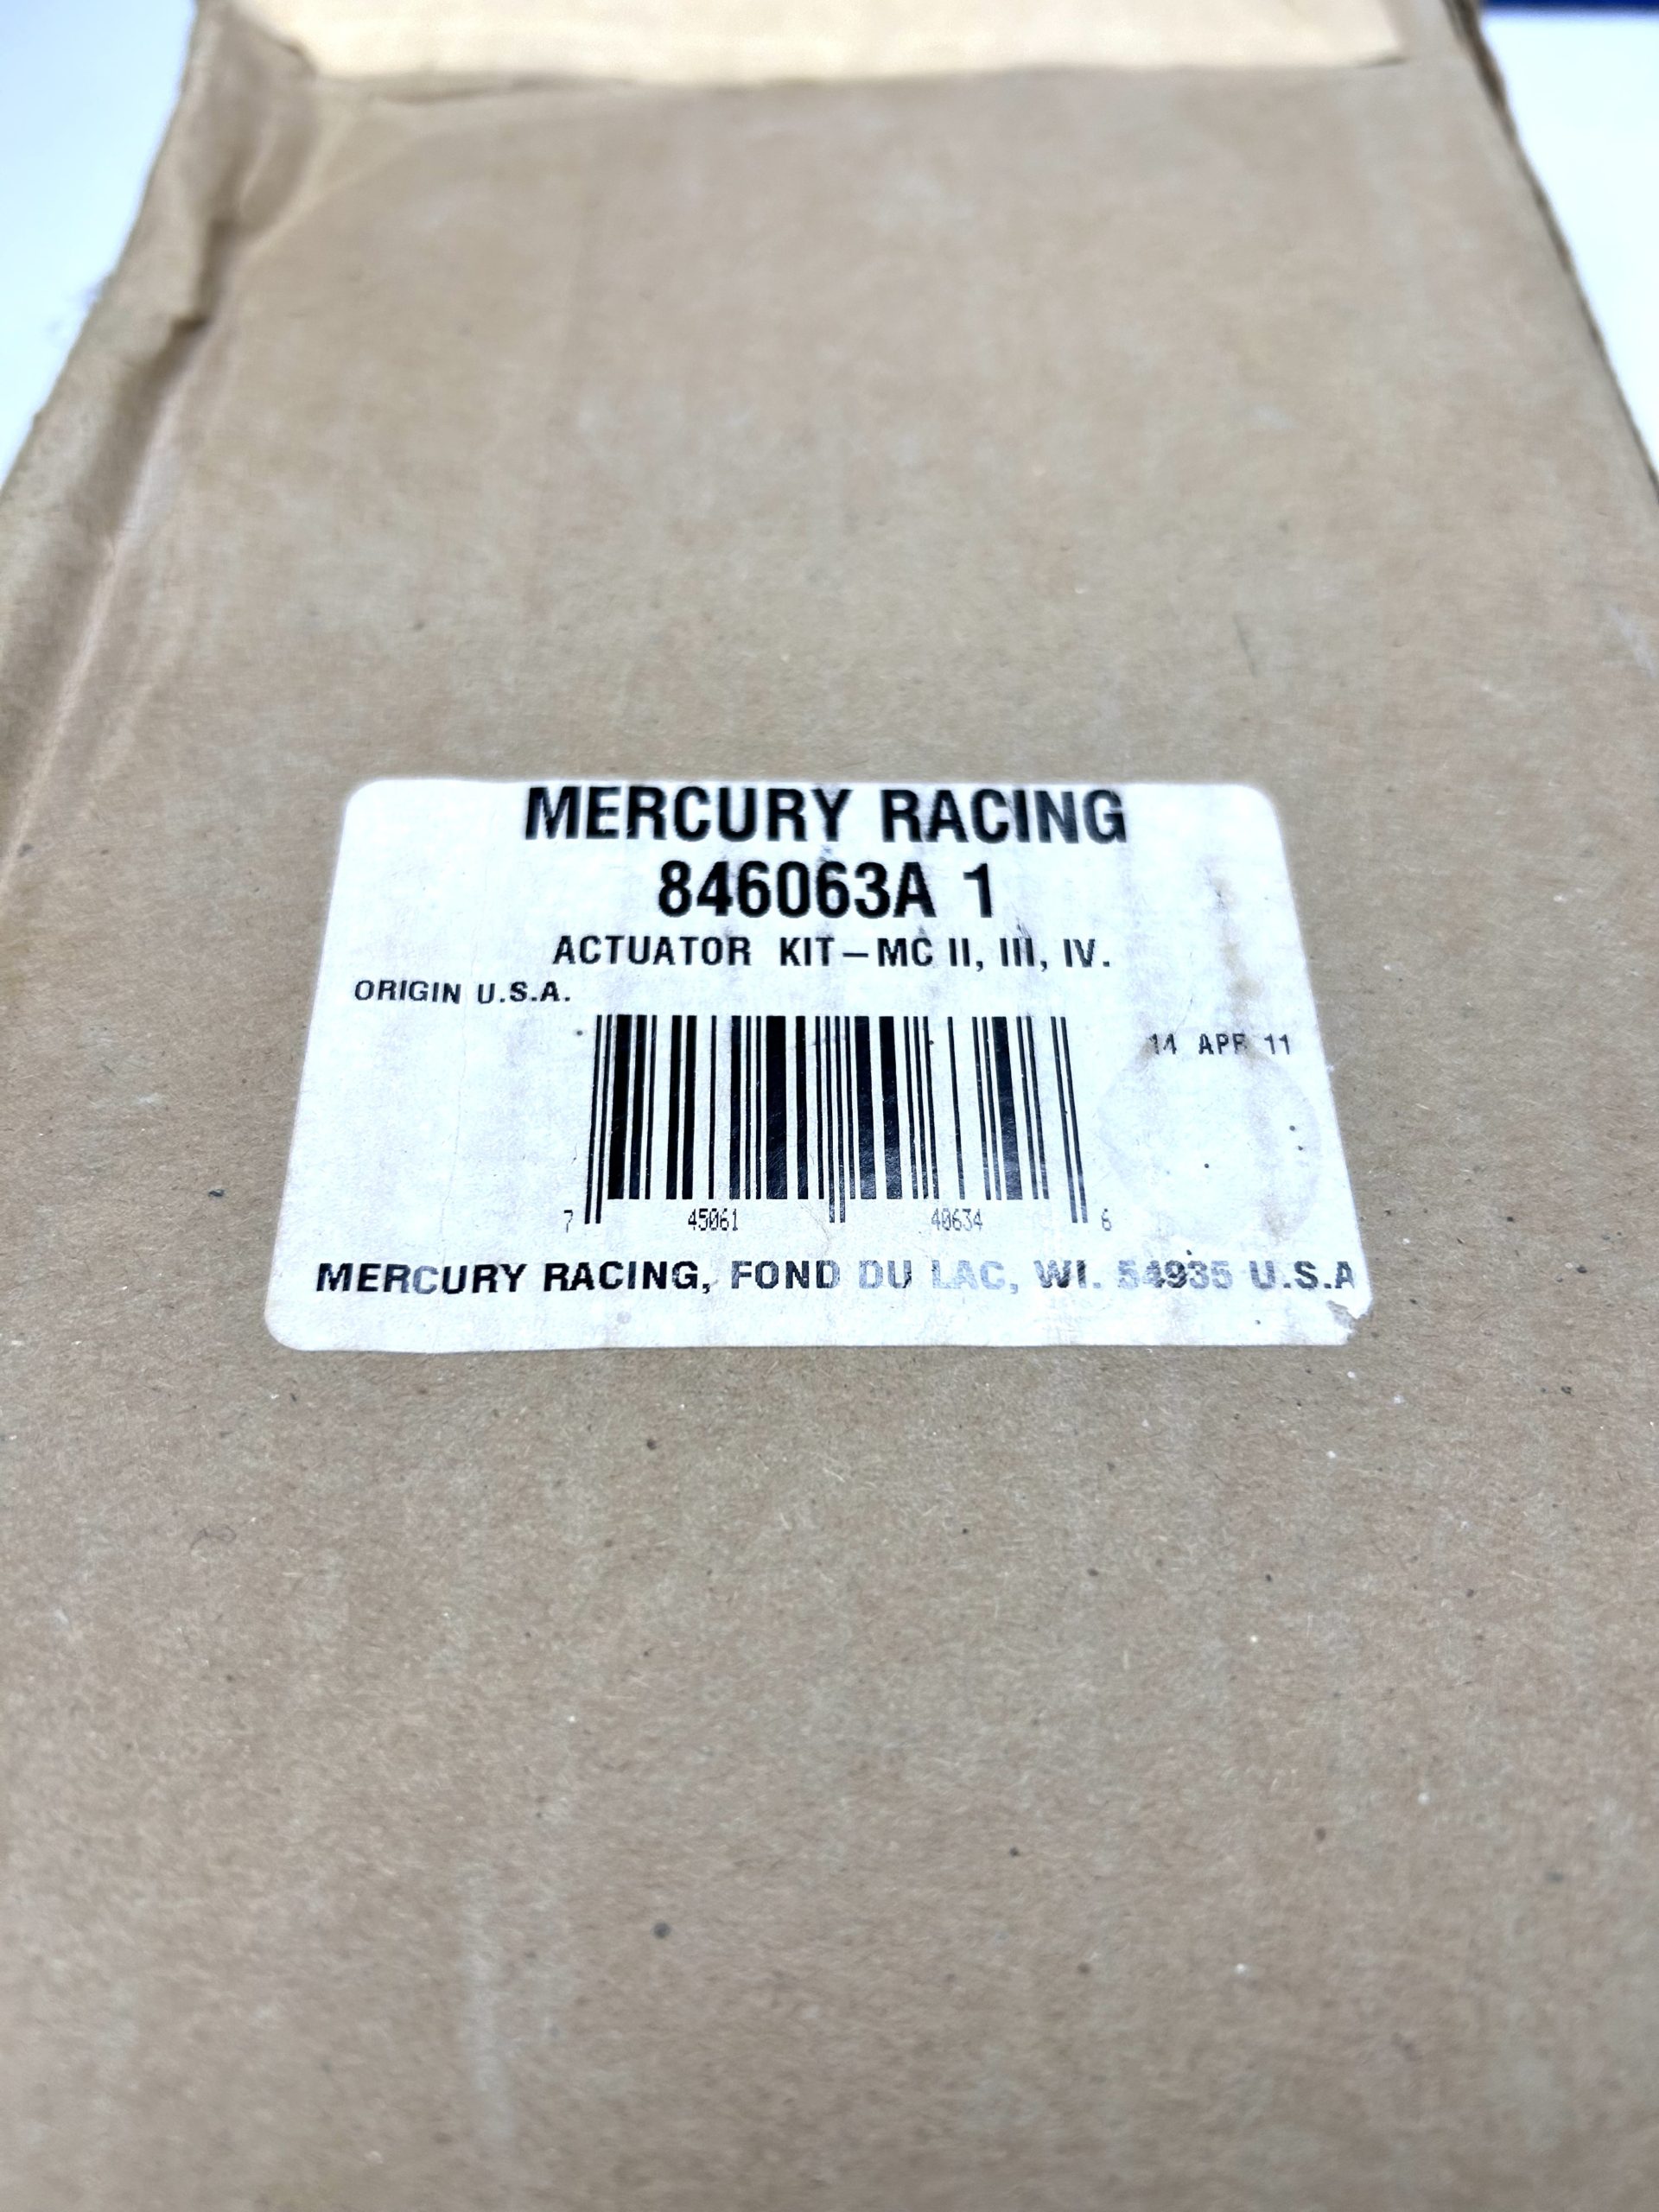 MERCURY RACING
846063A 1
ACTUATOR KIT – MC II, III, IV.
ORIGIN U.S.A.
14 APR 11
7 45061 40634 6
MERCURY RACING, FOND DU LAC, WI. 54935 U.S.A